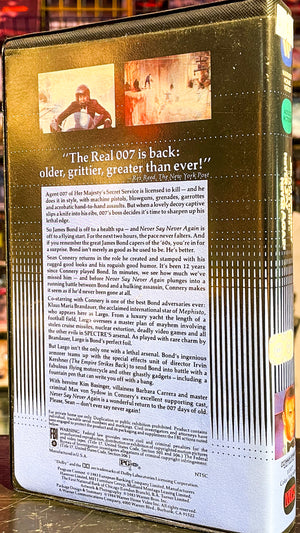 "The Real 007 is back:
older, grittier, greater than ever!"
– Rex Reed, The New York Post
Agent 007 of Her Majesty's Secret Service is licensed to kill — and he
does it in style, with machine pistols, blowguns, grenades, garrottes
and acrobatic hand-to-hand assaults. But when a lovely decoy captive
slips a knife into his ribs, 007's boss decides it's time to sharpen up his
lethal edge.
So James Bond is off to a health spa — and Never Say Never Again is
off to a flying start. For the next two hours, the pace never falters. And
if you remember the great James Bond capers of the '60s, you're in for
a surprise. Bond isn't merely as good as he used to be. He's better.
Sean Connery returns in the role he created and stamped with his
rugged good looks and his roguish good humor. It's been 12 years
since Connery played Bond. In minutes, we see how much we've
missed him — and before Never Say Never Again plunges into a
running battle between Bond and a hulking assassin, Connery makes
it seem as if he'd never been gone at all.
Co-starring with Connery is one of the best Bond adversaries ever:
Klaus Maria Brandauer, the acclaimed international star of Mephisto,
who appears here as Largo. From a luxury yacht the length of a
football field, Largo oversees a master plan of mayhem involving
stolen cruise missiles, nuclear extortion, deadly video games and all
the other evils in SPECTRE'S arsenal. As played with rare charm by
Brandauer, Largo is Bond's perfect foil.
But Largo isn't the only one with a lethal arsenal. Bond's ingenious
armorer teams up with the special effects unit of director Irvin
Kershner (The Empire Strikes Back) to send Bond into battle with a
fabulous flying motorcycle and other ghastly gadgets—including a
fountain pen that can write you off with a bang.
With heroine Kim Basinger, villainess Barbara Carrera and master
criminal Max von Sydow in Connery's excellent supporting cast,
Never Say Never Again is a wonderful return to the 007 days of old.
Please, Sean – don't ever say never again!
FBI
WARNING
PG
NTSC